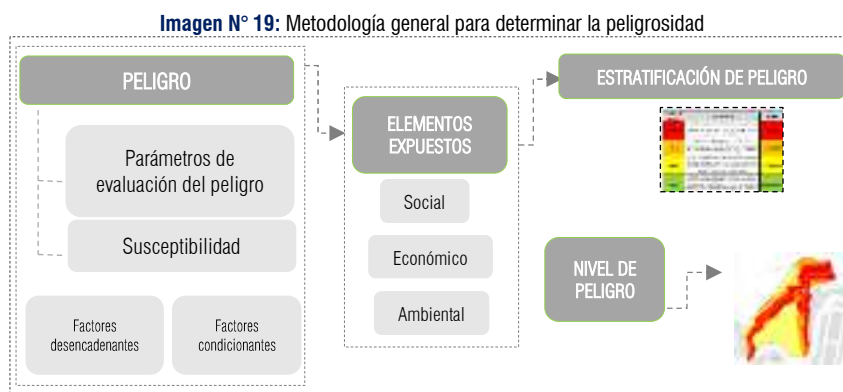 Imagen N° 19: Metodología general para determinar la peligrosidad
PELIGRO
Parámetros de
evaluación del peligro
Susceptibilidad
Factores
desencadenantes
Factores
condicionantes
ELEMENTOS
EXPUESTOS
Social
Económico
Ambiental
ESTRATIFICACIÓN DE PELIGRO
NIVEL DE
PELIGRO